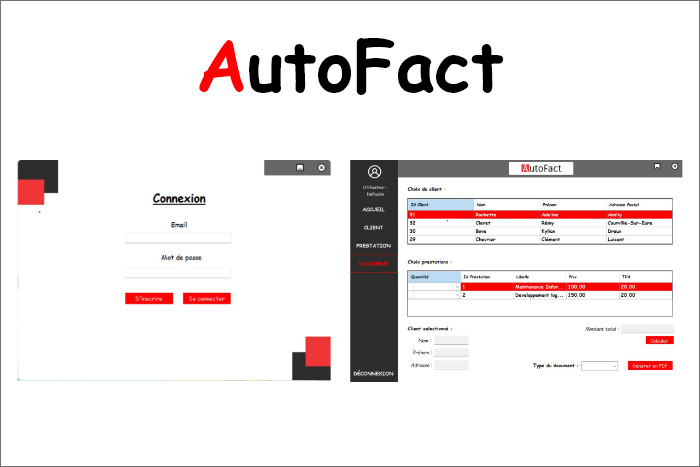 AutoFact
Connexion
Email
Mot de passe
S'inscrire Se connecter
AutoFact
Utilisateur :
ACCUEIL
CLIENT
PRESTATION
DOCUMENT
DÉCONNEXION
Choix du client :
Id Client Nom Prénom Adresse Postal
31 Rochette Adeline Amilly
32 Cleret Rémy Courville-Sur-Eure
30 Bove Kylian Dreux
29 Chevrier Clément Luisant
Choix prestations :
Quantité Id Prestation Libelle Prix TVA
1 Maintenance Infor... 100,00 20,00
2 Developpement log... 150,00 20,00
Client selectionné : Montant total :
Nom : Calculer
Prénom :
Adresse : Type du document : Générer en PDF